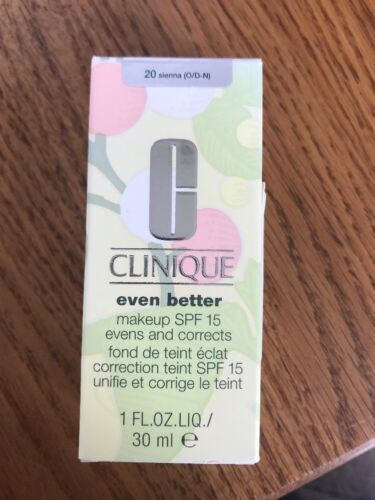 20 sienna (O/D-N)
CLINIQUE
even better
makeup SPF 15
evens and corrects
fond de teint éclat
correction teint SPF 15
unifie et corrige le teint
1 FL.OZ.LIQ./
30 ml ℮